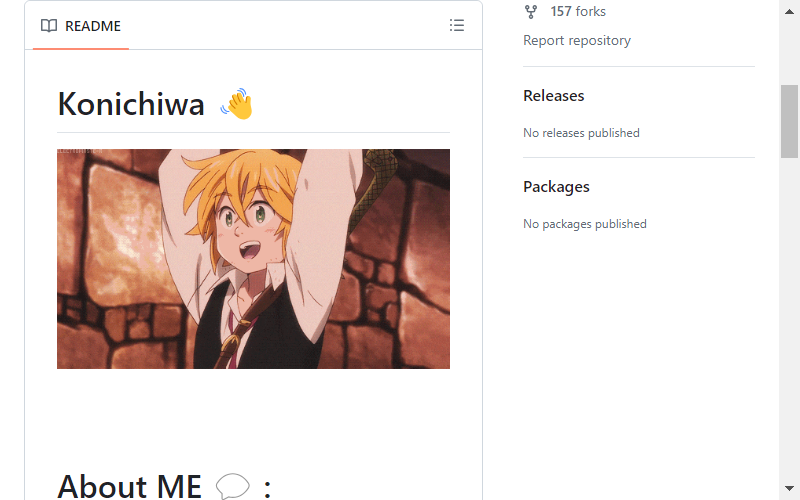 README
Konichiwa 👋
About ME 💬 :
157 forks
Report repository
Releases
No releases published
Packages
No packages published